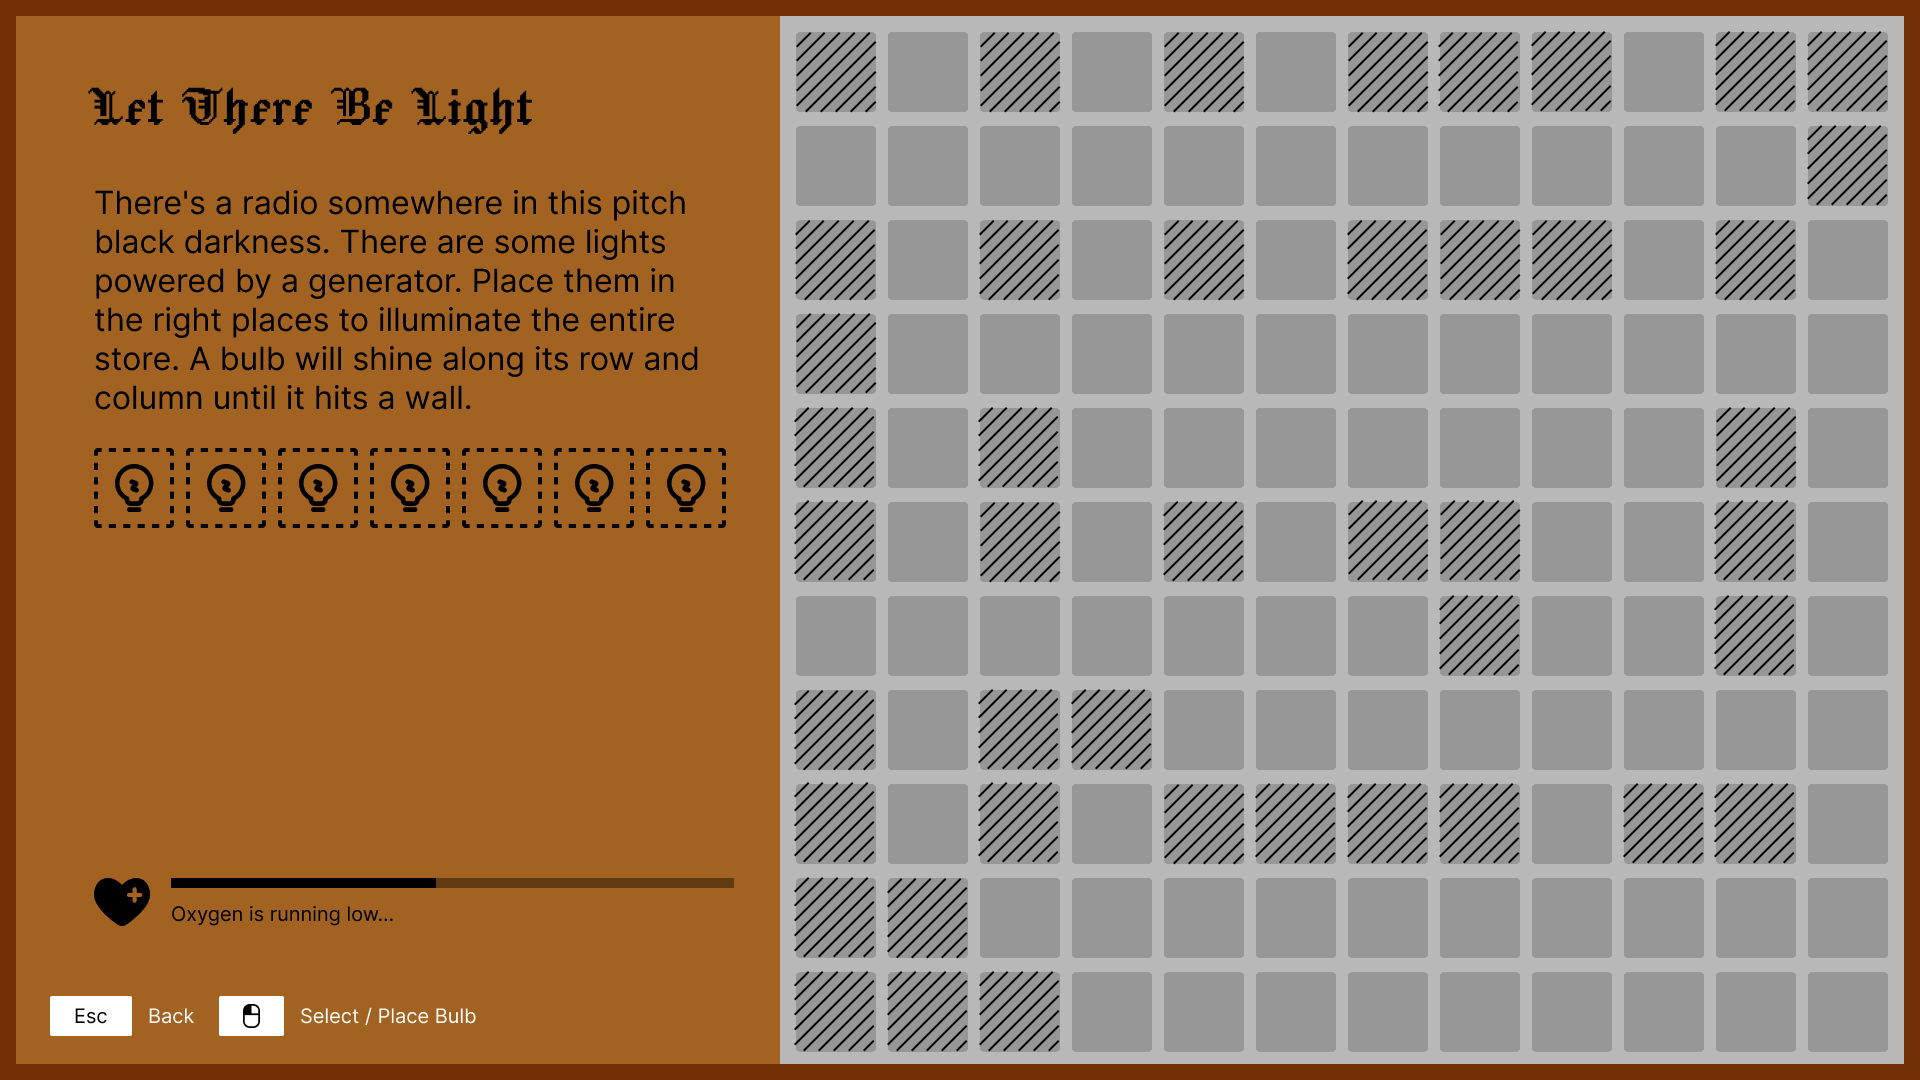 Let There Be Light
There's a radio somewhere in this pitch
black darkness. There are some lights
powered by a generator. Place them in
the right places to illuminate the entire
store. A bulb will shine along its row and
column until it hits a wall.
Oxygen is running low...
Esc Back Select / Place Bulb